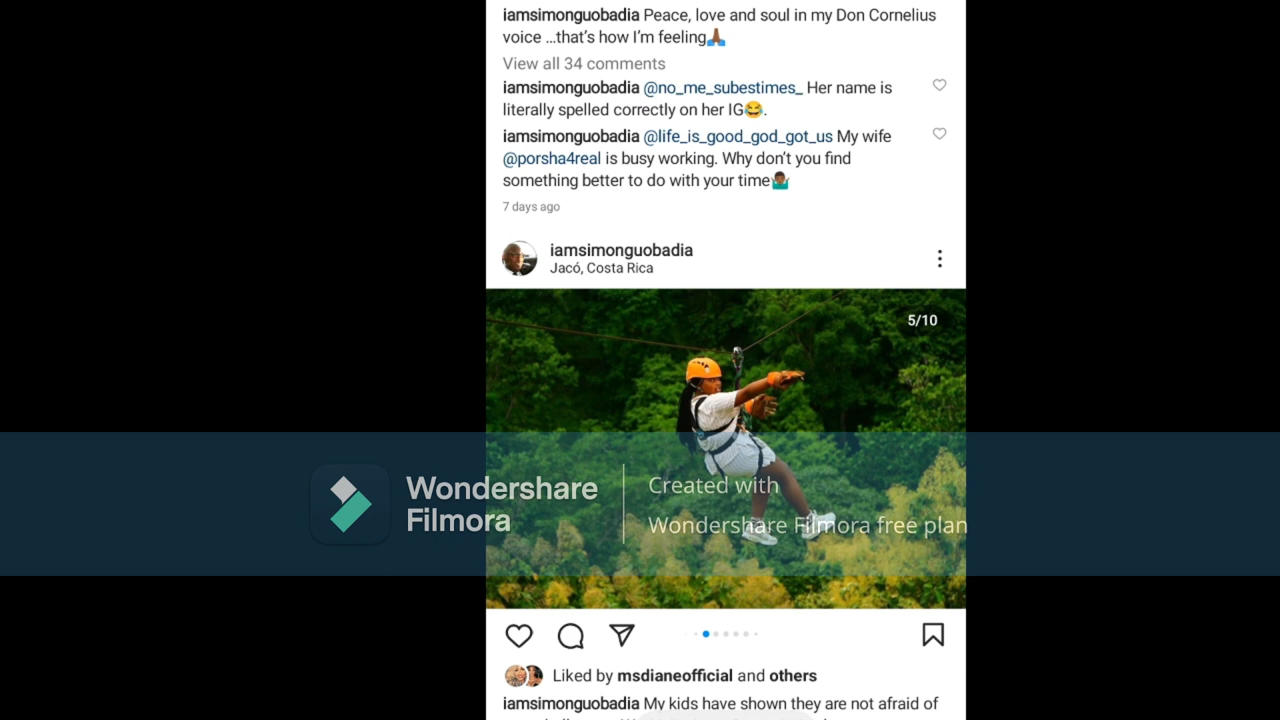 iamsimonguobadia Peace, love and soul in my Don Cornelius
voice ...that's how I'm feeling🙏🏾
View all 34 comments
iamsimonguobadia @no_me_subestimes_ Her name is
literally spelled correctly on her IG😂.
iamsimonguobadia @life_is_good_god_got_us My wife
@porsha4real is busy working. Why don't you find
something better to do with your time🤷🏾‍♂️
7 days ago
iamsimonguobadia
Jacó, Costa Rica
5/10
Wondershare
Filmora
Created with
Wondershare Filmora free plan
Liked by msdianeofficial and others
iamsimonguobadia My kids have shown they are not afraid of